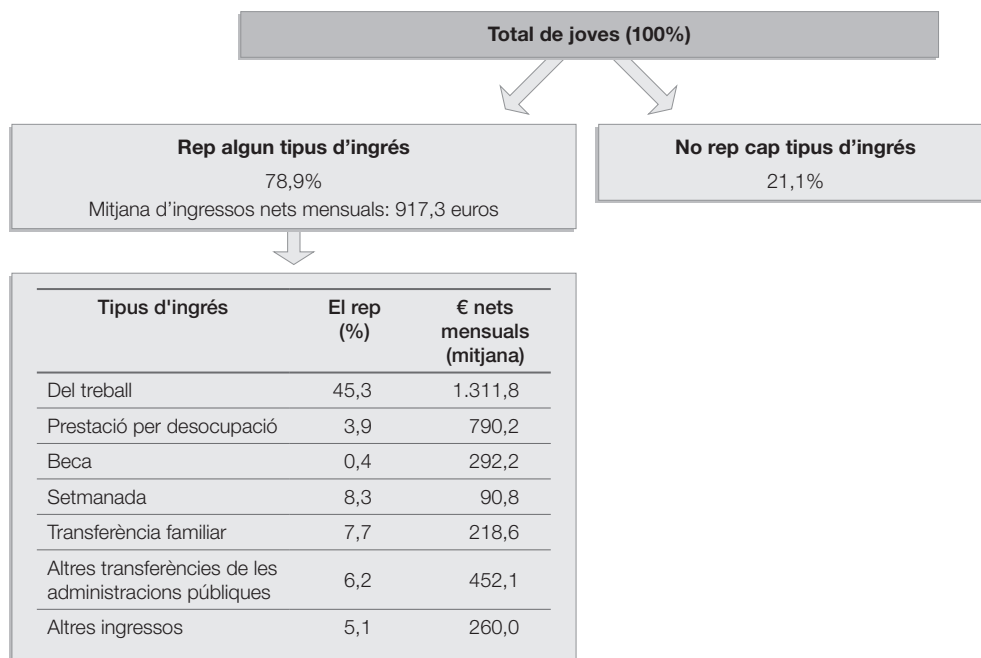 Total de joves (100%)
Rep algun tipus d’ingrés
78,9%
Mitjana d’ingressos nets mensuals: 917,3 euros
No rep cap tipus d’ingrés
21,1%
Tipus d'ingrés El rep (%) € nets mensuals (mitjana)
Del treball 45,3 1.311,8
Prestació per desocupació 3,9 790,2
Beca 0,4 292,2
Setmanada 8,3 90,8
Transferència familiar 7,7 218,6
Altres transferències de les
administracions públiques 6,2 452,1
Altres ingressos 5,1 260,0